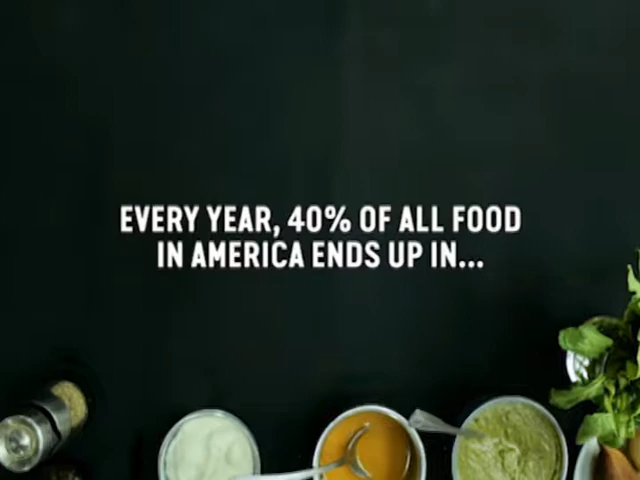 EVERY YEAR, 40% OF ALL FOOD
IN AMERICA ENDS UP IN...